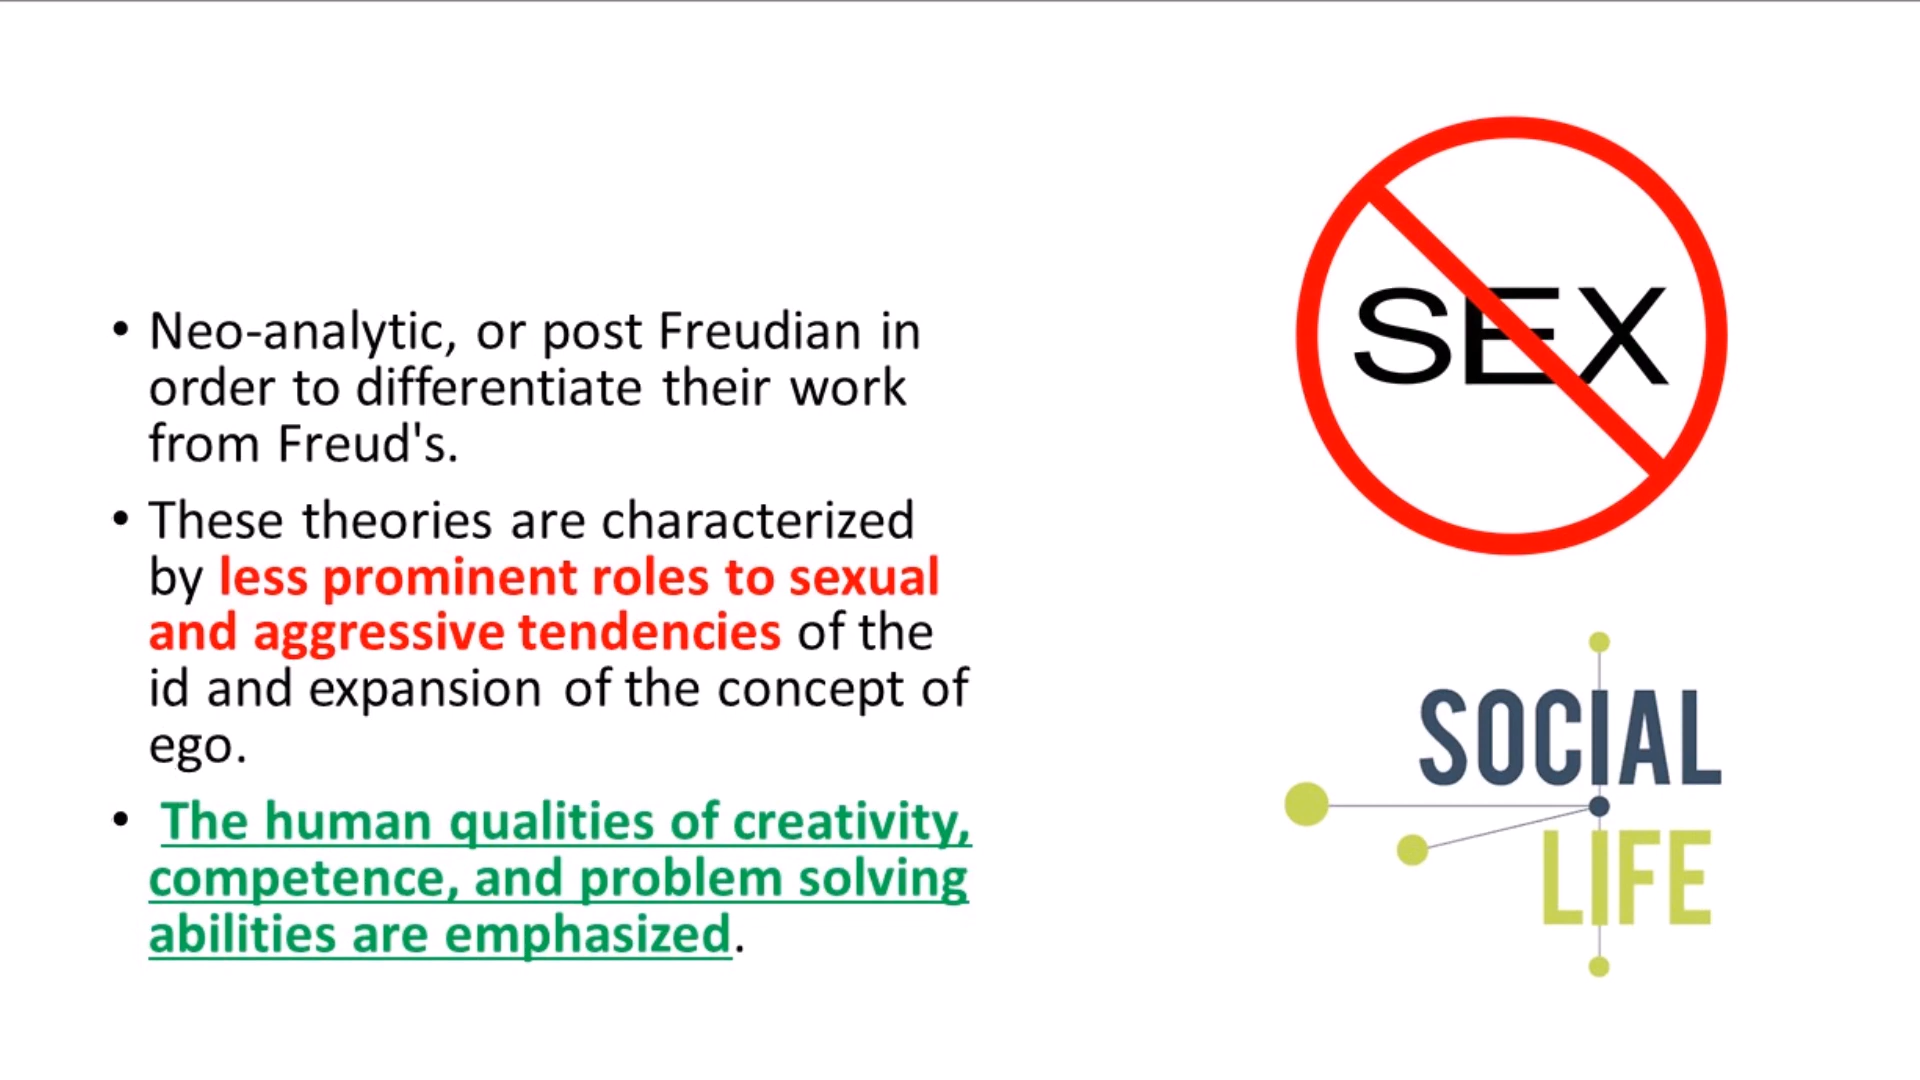 • Neo-analytic, or post Freudian in
order to differentiate their work
from Freud's.
• These theories are characterized
by less prominent roles to sexual
and aggressive tendencies of the
id and expansion of the concept of
ego.
• The human qualities of creativity,
competence, and problem solving
abilities are emphasized.
SEX
SOCIAL
LIFE